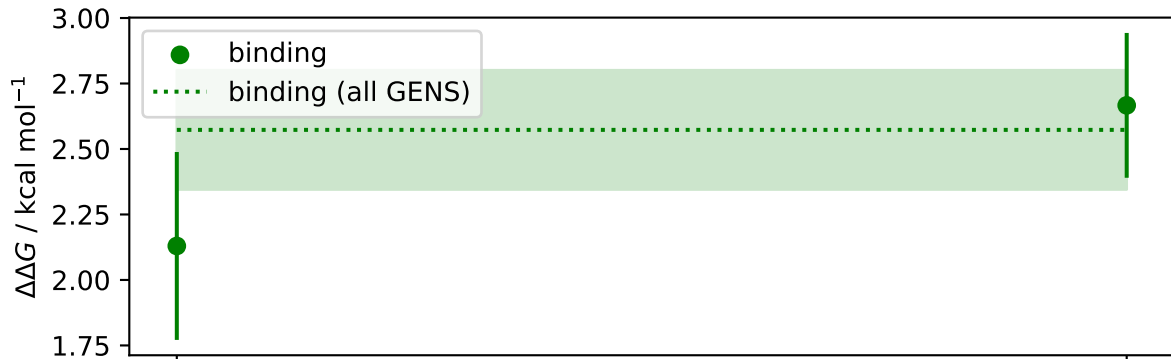 3.00
2.75
2.50
2.25
2.00
1.75
ΔΔG / kcal mol⁻¹
binding
binding (all GENS)